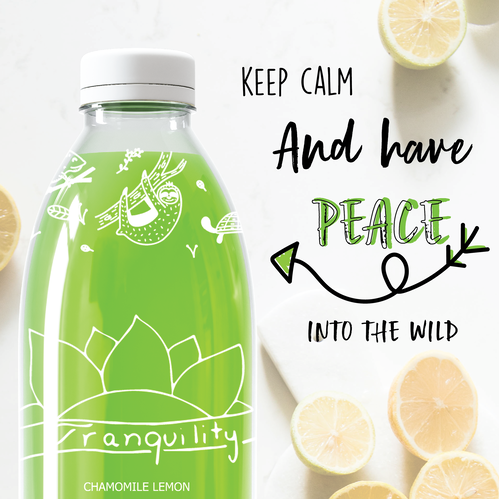 KEEP CALM
And have
PEACE
INTO THE WILD
Tranquility
CHAMOMILE LEMON